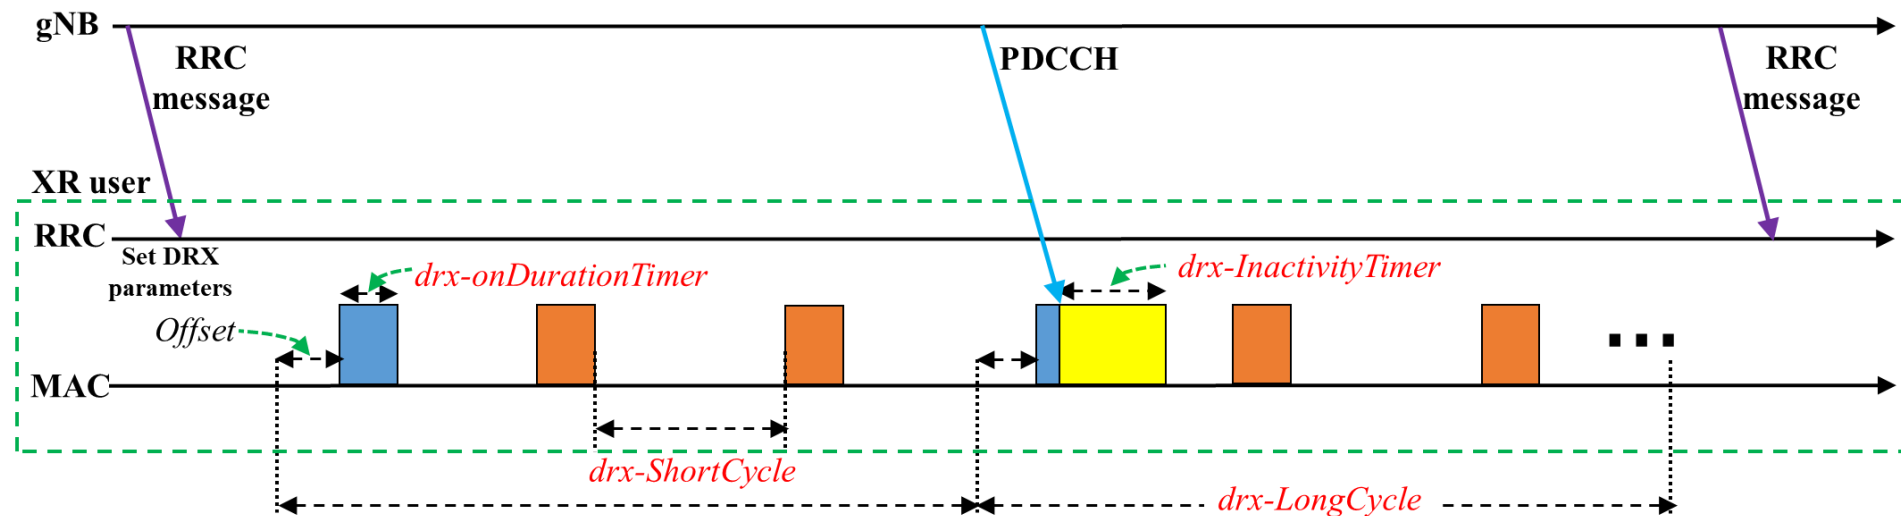 gNB
RRC
message
PDCCH
RRC
message
XR user
RRC
Set DRX
parameters
drx-onDurationTimer
drx-InactivityTimer
Offset
MAC
drx-ShortCycle
drx-LongCycle